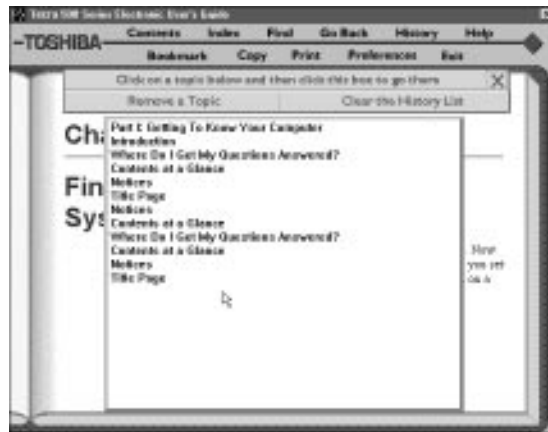 Tecra 500 Series Electronic User's Guide
TOSHIBA
Contents Index Find Go Back History Help
Bookmark Copy Print Preferences Exit
Click on a topic below and then click this box to go there X
Remove a Topic Clear the History List
Cha
Fin
Sys
Part I: Getting To Know Your Computer
Introduction
Where Do I Get My Questions Answered?
Contents at a Glance
Notices
Title Page
Notices
Contents at a Glance
Where Do I Get My Questions Answered?
Contents at a Glance
Notices
Title Page
you set
on a